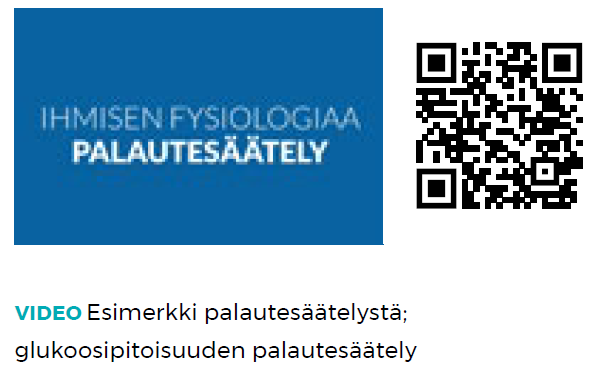 IHMISEN FYSIOLOGIAA
PALAUTESÄÄTELY
VIDEO Esimerkki palautesäätelystä;
glukoosipitoisuuden palautesäätely